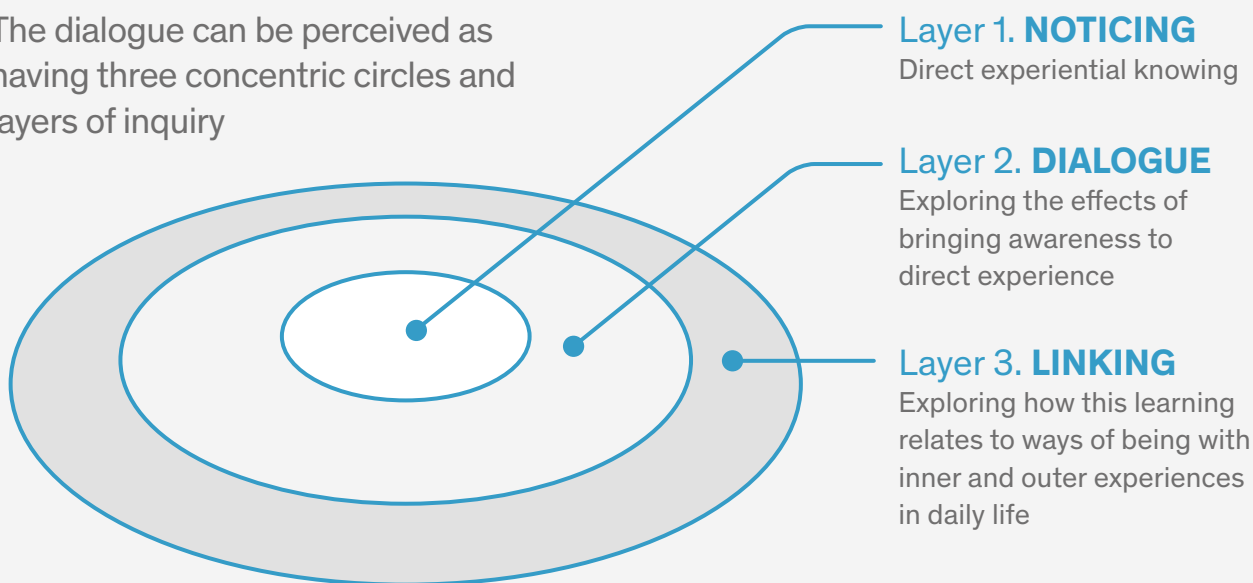 The dialogue can be perceived as
having three concentric circles and
ayers of inquiry
Layer 1. NOTICING
Direct experiential knowing
Layer 2. DIALOGUE
Exploring the effects of
bringing awareness to
direct experience
Layer 3. LINKING
Exploring how this learning
relates to ways of being with
inner and outer experiences
in daily life